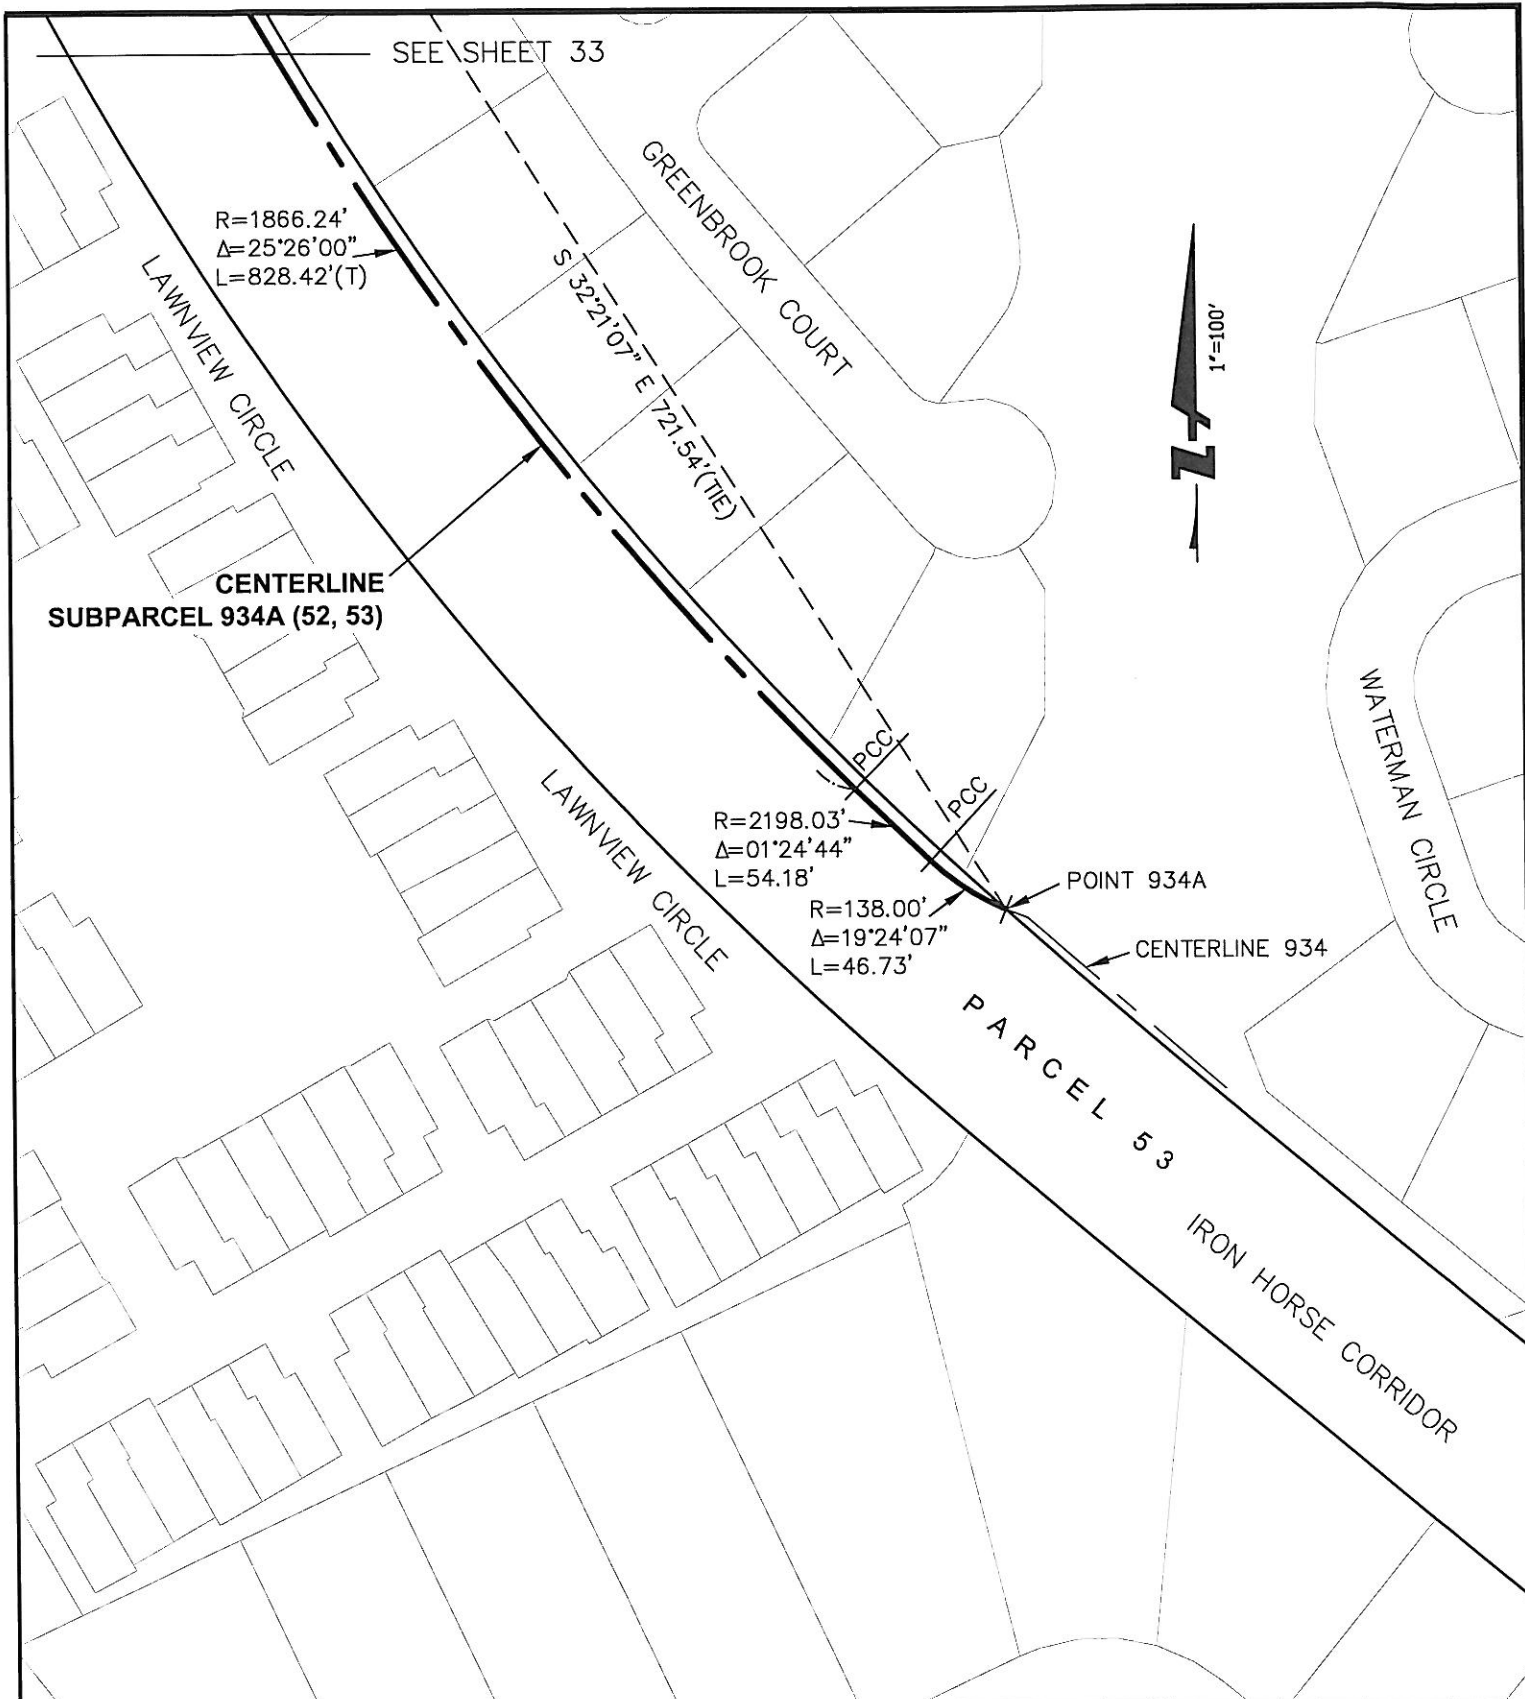 SEE SHEET 33
R=1866.24'
Δ=25°26'00"
L=828.42'(T)
LAWNVIEW CIRCLE
GREENBROOK COURT
S 32°21'07" E 721.54'(TIE)
1"=100'
N
CENTERLINE
SUBPARCEL 934A (52, 53)
WATERMAN CIRCLE
PCC
PCC
LAWNVIEW CIRCLE
R=2198.03'
Δ=01°24'44"
L=54.18'
POINT 934A
R=138.00'
Δ=19°24'07"
L=46.73'
CENTERLINE 934
PARCEL 53
IRON HORSE CORRIDOR